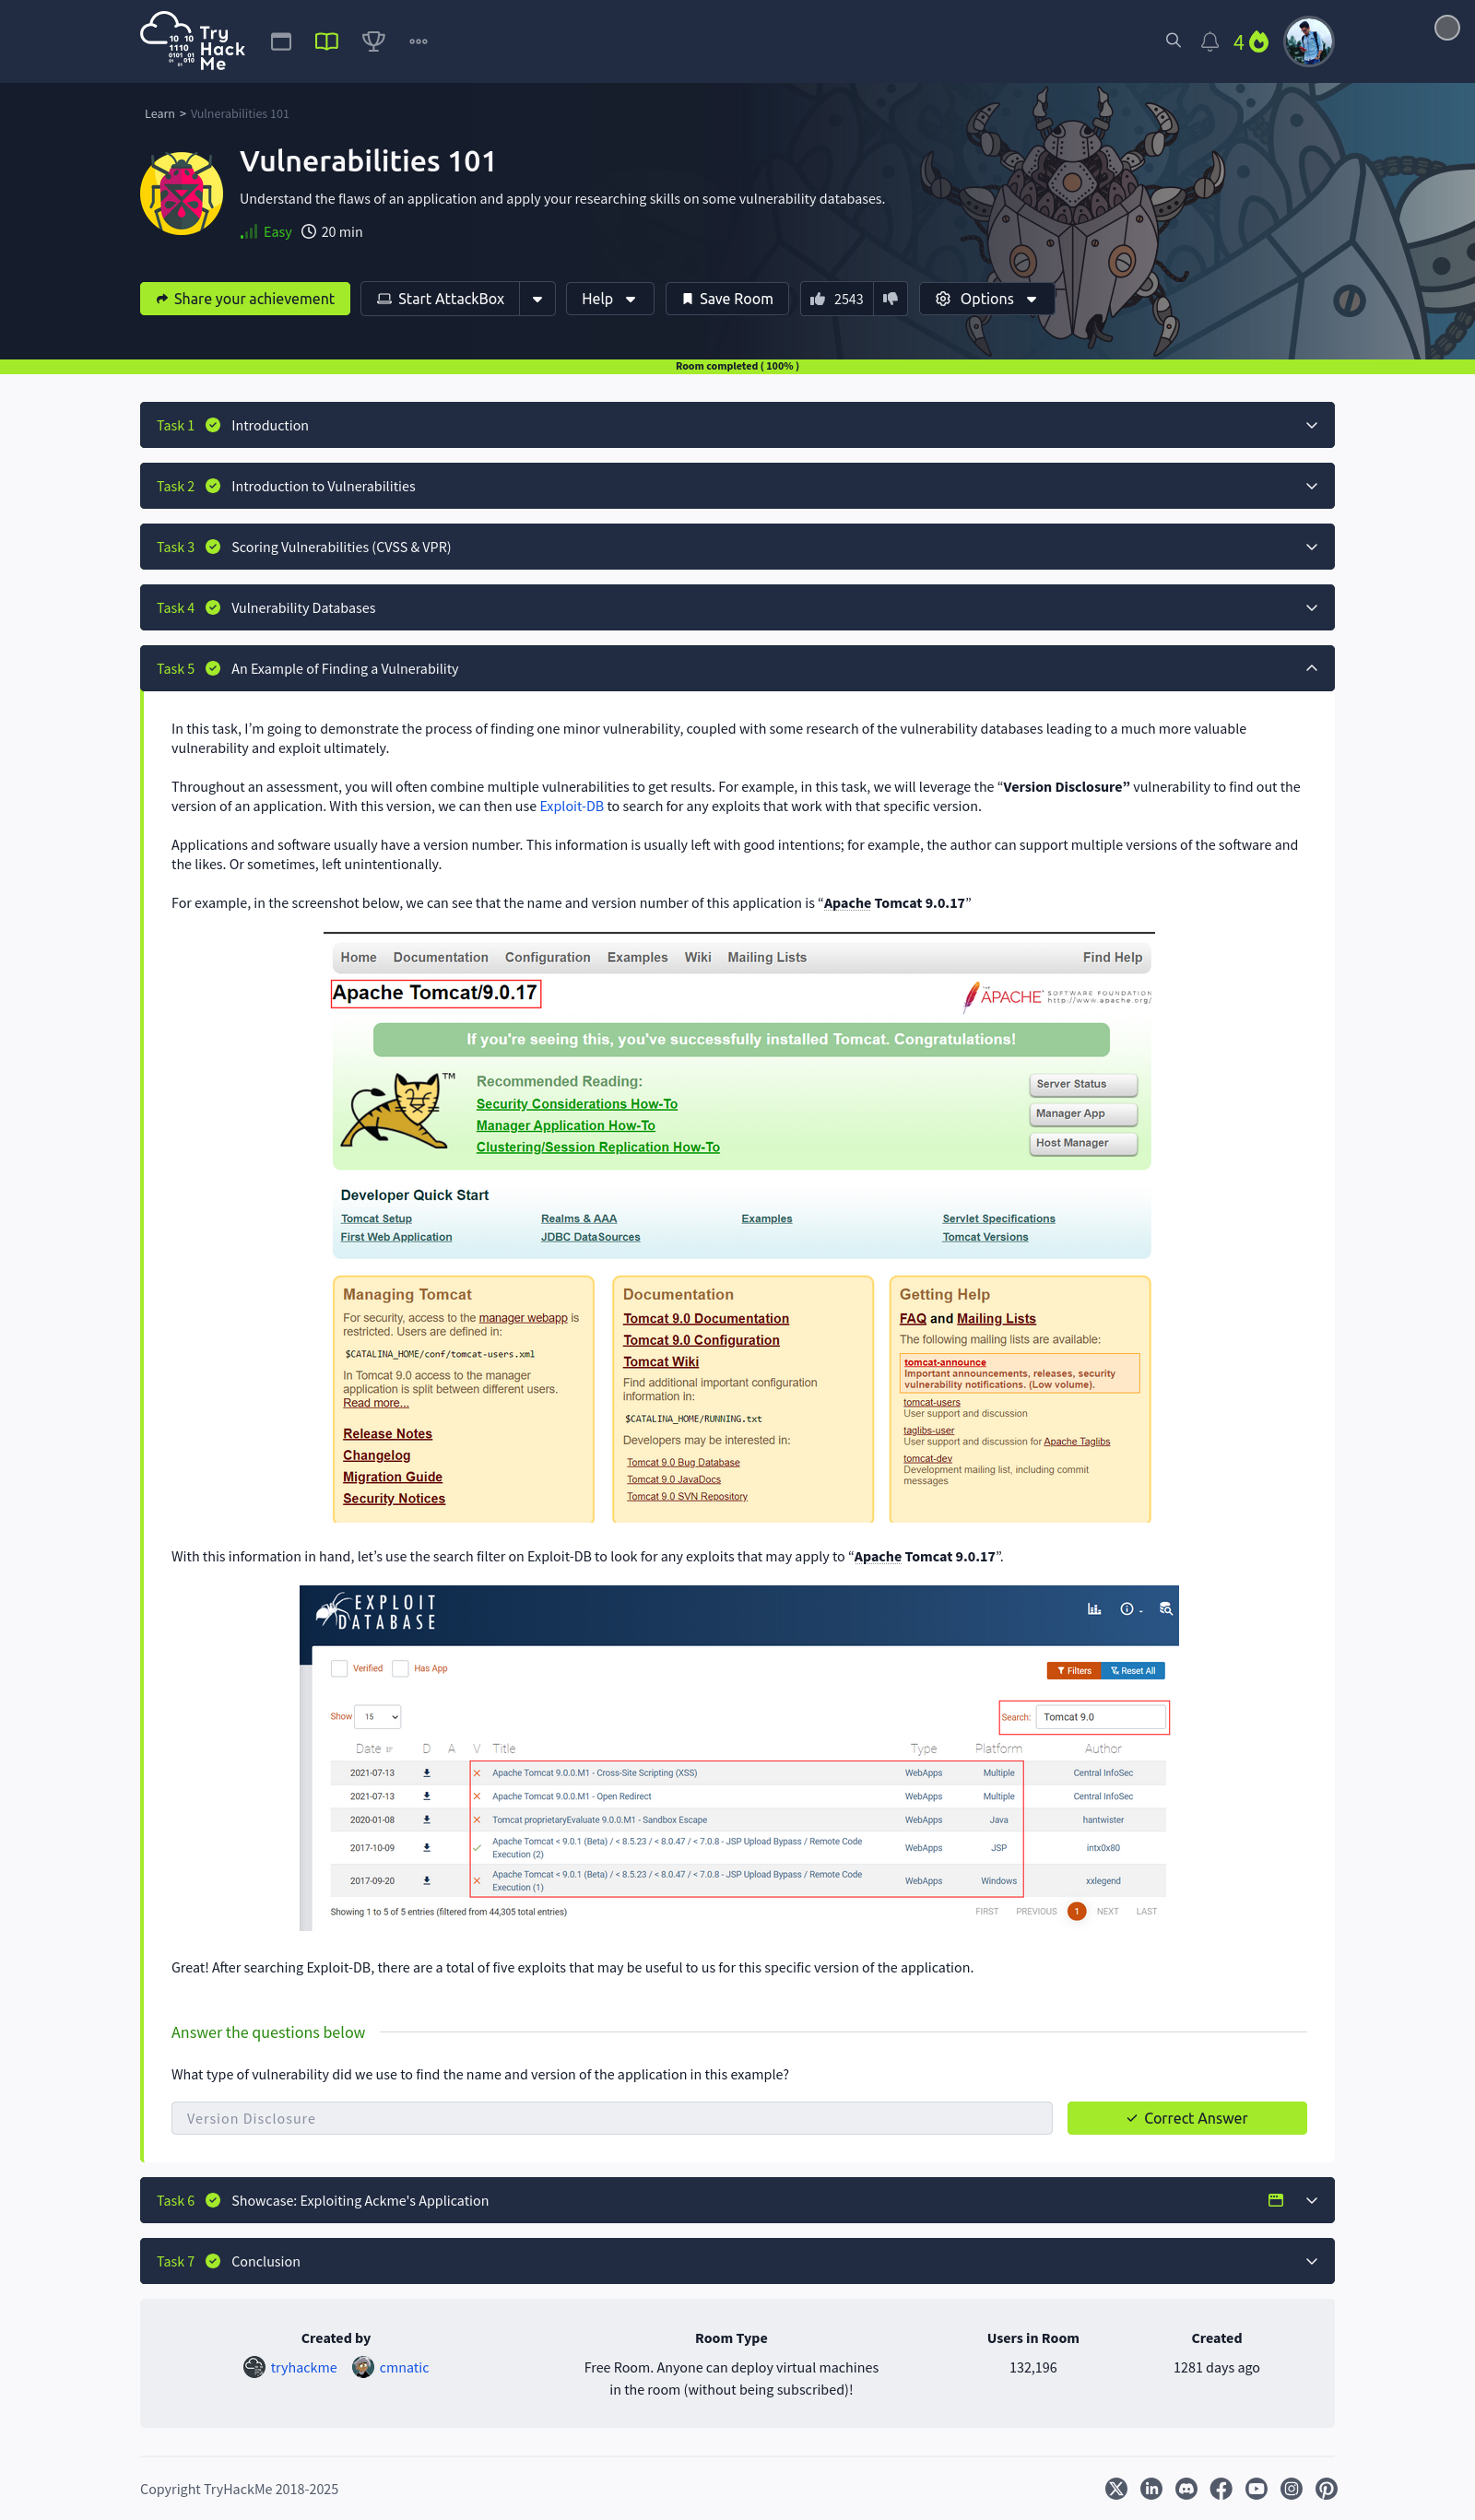 Try
Hack
Me
4
Learn > Vulnerabilities 101
Vulnerabilities 101
Understand the flaws of an application and apply your researching skills on some vulnerability databases.
Easy 20 min
Share your achievement Start AttackBox Help Save Room 2543 Options
Room completed ( 100% )
Task 1 Introduction
Task 2 Introduction to Vulnerabilities
Task 3 Scoring Vulnerabilities (CVSS & VPR)
Task 4 Vulnerability Databases
Task 5 An Example of Finding a Vulnerability
In this task, I’m going to demonstrate the process of finding one minor vulnerability, coupled with some research of the vulnerability databases leading to a much more valuable
vulnerability and exploit ultimately.
Throughout an assessment, you will often combine multiple vulnerabilities to get results. For example, in this task, we will leverage the “Version Disclosure” vulnerability to find out the
version of an application. With this version, we can then use Exploit-DB to search for any exploits that work with that specific version.
Applications and software usually have a version number. This information is usually left with good intentions; for example, the author can support multiple versions of the software and
the likes. Or sometimes, left unintentionally.
For example, in the screenshot below, we can see that the name and version number of this application is “Apache Tomcat 9.0.17”
Home Documentation Configuration Examples Wiki Mailing Lists Find Help
Apache Tomcat/9.0.17
THE APACHE SOFTWARE FOUNDATION
http://www.apache.org/
If you're seeing this, you've successfully installed Tomcat. Congratulations!
TM
Recommended Reading:
Security Considerations How-To
Manager Application How-To
Clustering/Session Replication How-To
Server Status
Manager App
Host Manager
Developer Quick Start
Tomcat Setup Realms & AAA Examples Servlet Specifications
First Web Application JDBC DataSources Tomcat Versions
Managing Tomcat
For security, access to the manager webapp is
restricted. Users are defined in:
$CATALINA_HOME/conf/tomcat-users.xml
In Tomcat 9.0 access to the manager
application is split between different users.
Read more...
Release Notes
Changelog
Migration Guide
Security Notices
Documentation
Tomcat 9.0 Documentation
Tomcat 9.0 Configuration
Tomcat Wiki
Find additional important configuration
information in:
$CATALINA_HOME/RUNNING.txt
Developers may be interested in:
Tomcat 9.0 Bug Database
Tomcat 9.0 JavaDocs
Tomcat 9.0 SVN Repository
Getting Help
FAQ and Mailing Lists
The following mailing lists are available:
tomcat-announce
Important announcements, releases, security
vulnerability notifications. (Low volume).
tomcat-users
User support and discussion
taglibs-user
User support and discussion for Apache Taglibs
tomcat-dev
Development mailing list, including commit
messages
With this information in hand, let’s use the search filter on Exploit-DB to look for any exploits that may apply to “Apache Tomcat 9.0.17”.
EXPLOIT
DATABASE
Verified Has App Filters Reset All
Show 15 Search: Tomcat 9.0
Date D A V Title Type Platform Author
2021-07-13 Apache Tomcat 9.0.0.M1 - Cross-Site Scripting (XSS) WebApps Multiple Central InfoSec
2021-07-13 Apache Tomcat 9.0.0.M1 - Open Redirect WebApps Multiple Central InfoSec
2020-01-08 Tomcat proprietaryEvaluate 9.0.0.M1 - Sandbox Escape WebApps Java hantwister
2017-10-09 Apache Tomcat < 9.0.1 (Beta) / < 8.5.23 / < 8.0.47 / < 7.0.8 - JSP Upload Bypass / Remote Code WebApps JSP intx0x80
Execution (2)
2017-09-20 Apache Tomcat < 9.0.1 (Beta) / < 8.5.23 / < 8.0.47 / < 7.0.8 - JSP Upload Bypass / Remote Code WebApps Windows xxlegend
Execution (1)
Showing 1 to 5 of 5 entries (filtered from 44,305 total entries) FIRST PREVIOUS 1 NEXT LAST
Great! After searching Exploit-DB, there are a total of five exploits that may be useful to us for this specific version of the application.
Answer the questions below
What type of vulnerability did we use to find the name and version of the application in this example?
Version Disclosure Correct Answer
Task 6 Showcase: Exploiting Ackme's Application
Task 7 Conclusion
Created by Room Type Users in Room Created
tryhackme cmnatic Free Room. Anyone can deploy virtual machines 132,196 1281 days ago
in the room (without being subscribed)!
Copyright TryHackMe 2018-2025